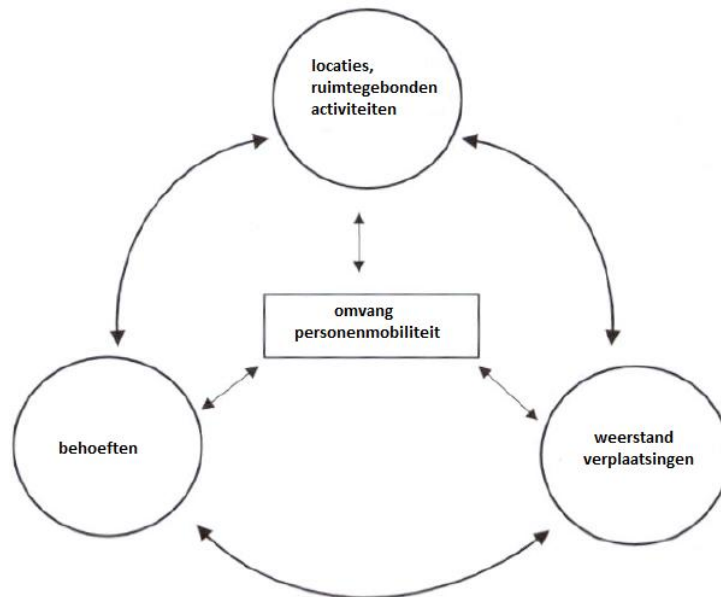 locaties,
ruimtegebonden
activiteiten
omvang
personenmobiliteit
behoeften
weerstand
verplaatsingen